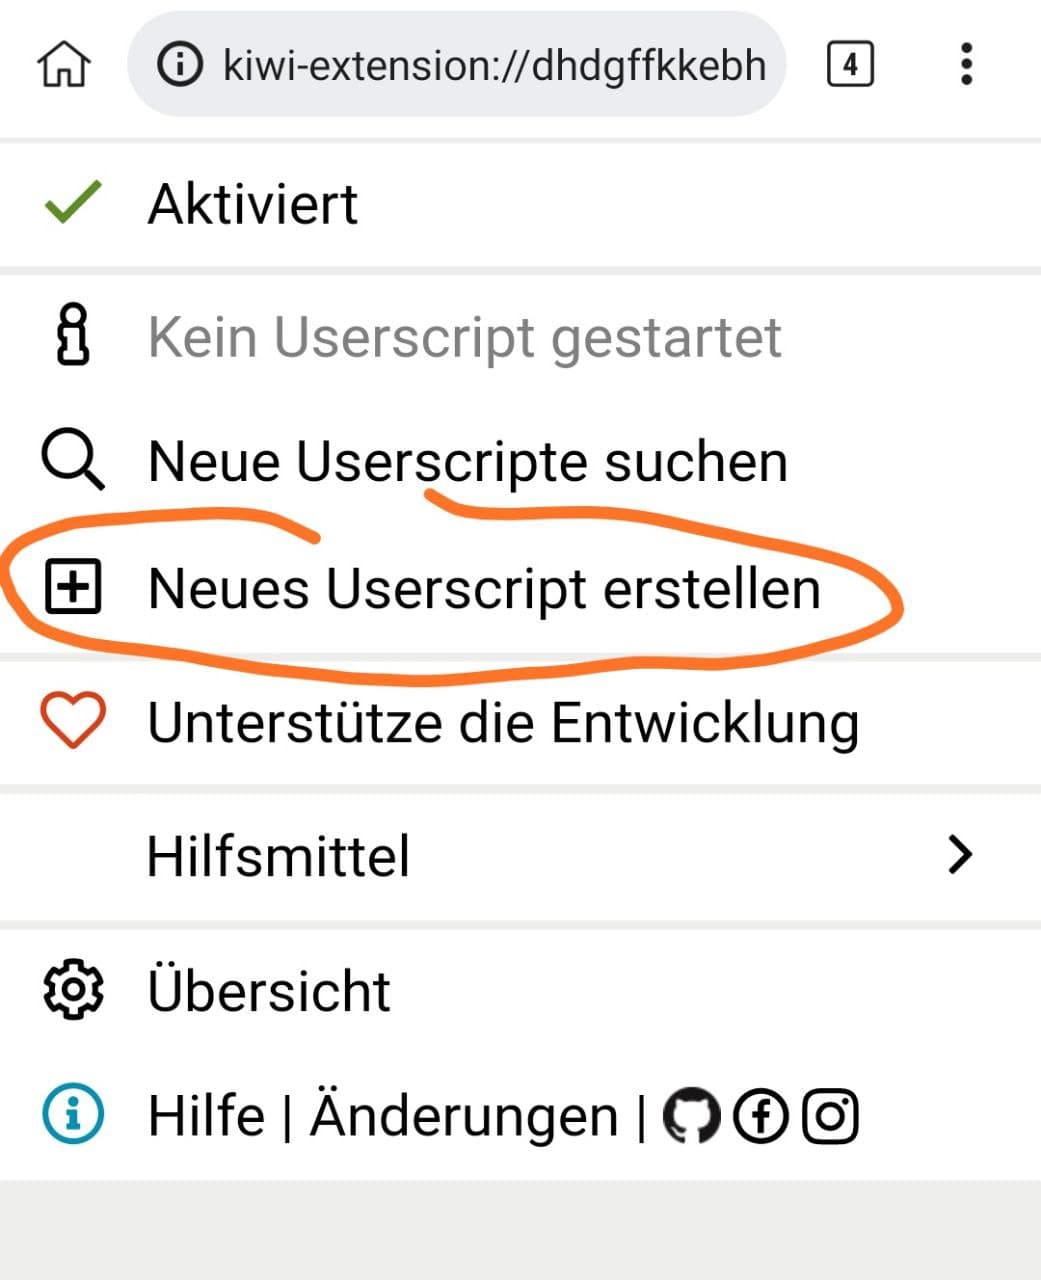 kiwi-extension://dhdgffkkebh
4
Aktiviert
Kein Userscript gestartet
Neue Userscripte suchen
Neues Userscript erstellen
Unterstütze die Entwicklung
Hilfsmittel
Übersicht
Hilfe | Änderungen |